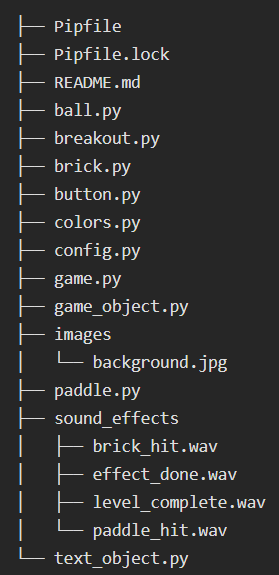 ├── Pipfile
├── Pipfile.lock
├── README.md
├── ball.py
├── breakout.py
├── brick.py
├── button.py
├── colors.py
├── config.py
├── game.py
├── game_object.py
├── images
│   └── background.jpg
├── paddle.py
├── sound_effects
│   ├── brick_hit.wav
│   ├── effect_done.wav
│   ├── level_complete.wav
│   └── paddle_hit.wav
└── text_object.py